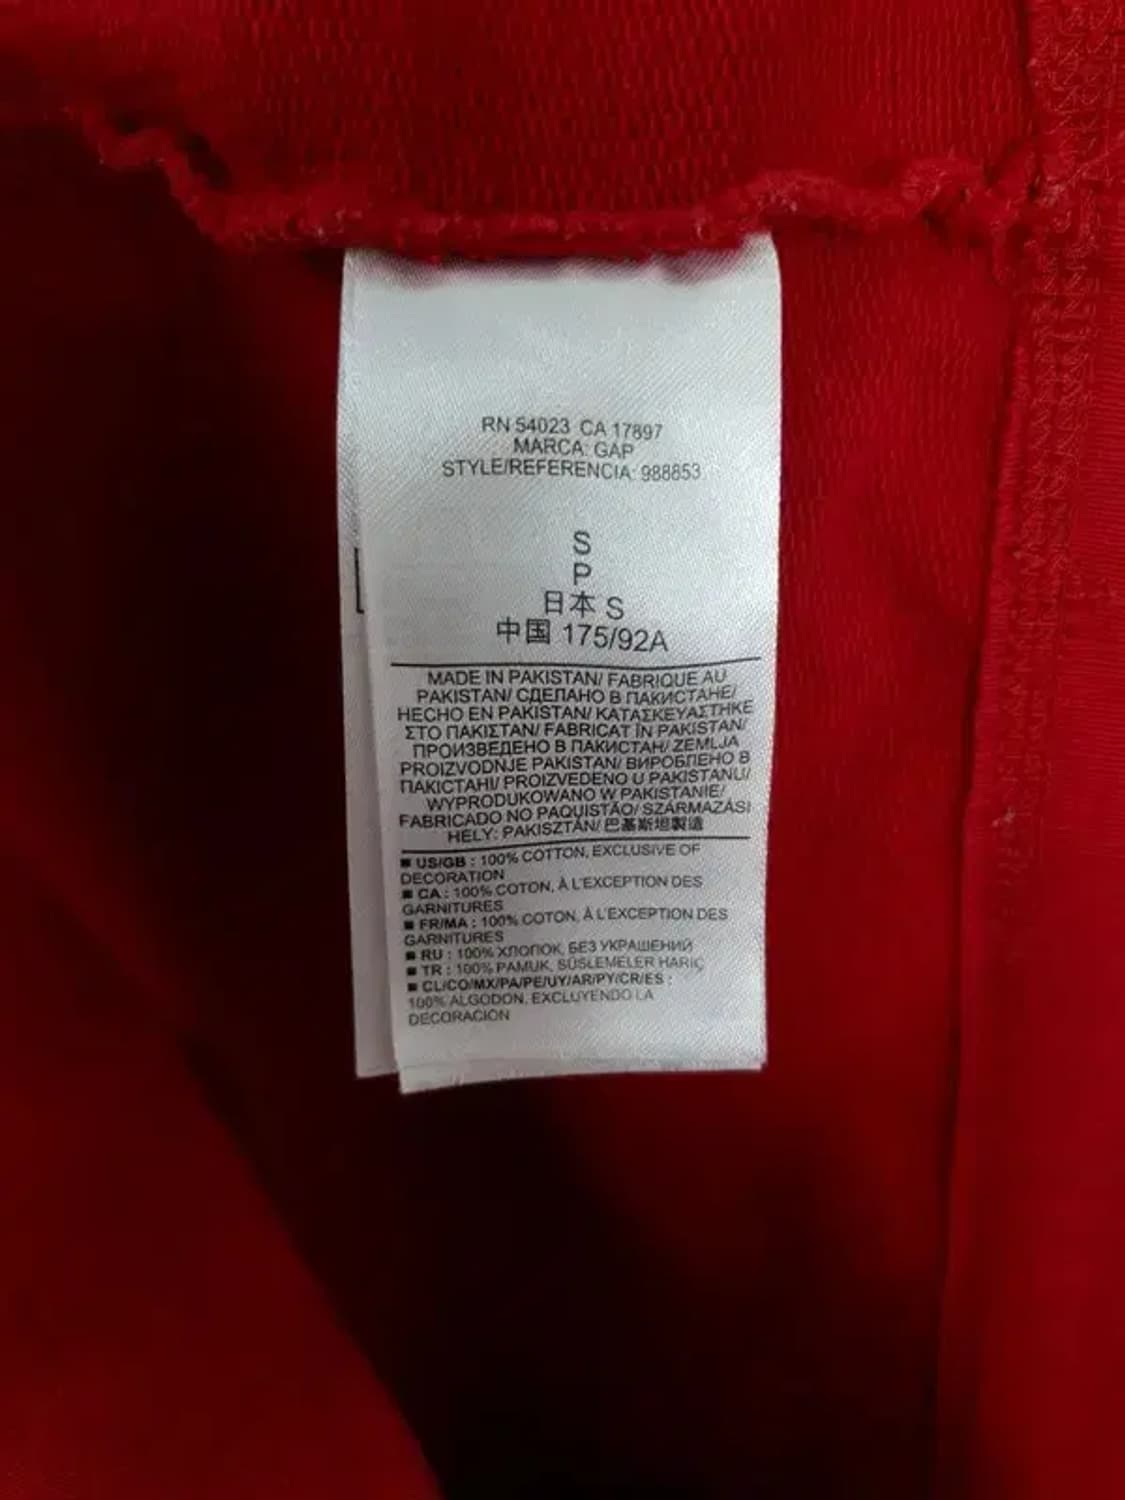 RN 54023 CA 17897
MARCA: GAP
STYLE/REFERENCIA: 988853
S
P
日本 S
中国 175/92A
MADE IN PAKISTAN/ FABRIQUE AU
PAKISTAN/ СДЕЛАНО В ПАКИСТАНЕ/
HECHO EN PAKISTAN/ ΚΑΤΑΣΚΕΥΑΣΤΗΚΕ
ΣΤΟ ΠΑΚΙΣΤΑΝ/ FABRICAT ÎN PAKISTAN/
ПРОИЗВЕДЕНО В ПАКИСТАН/ ZEMLJA
PROIZVODNJE PAKISTAN/ ВИРОБЛЕНО В
ПАКІСТАНІ/ PROIZVEDENO U PAKISTANU/
WYPRODUKOWANO W PAKISTANIE/
FABRICADO NO PAQUISTÃO/ SZÁRMAZÁSI
HELY: PAKISZTÁN/ 巴基斯坦製造
■ US/GB : 100% COTTON, EXCLUSIVE OF
DECORATION
■ CA : 100% COTON, À L'EXCEPTION DES
GARNITURES
■ FR/MA : 100% COTON, À L'EXCEPTION DES
GARNITURES
■ RU : 100% ХЛОПОК, БЕЗ УКРАШЕНИЙ
■ TR : 100% PAMUK, SÜSLEMELER HARIÇ
■ CL/CO/MX/PA/PE/UY/AR/PY/CR/ES :
100% ALGODON, EXCLUYENDO LA
DECORACION